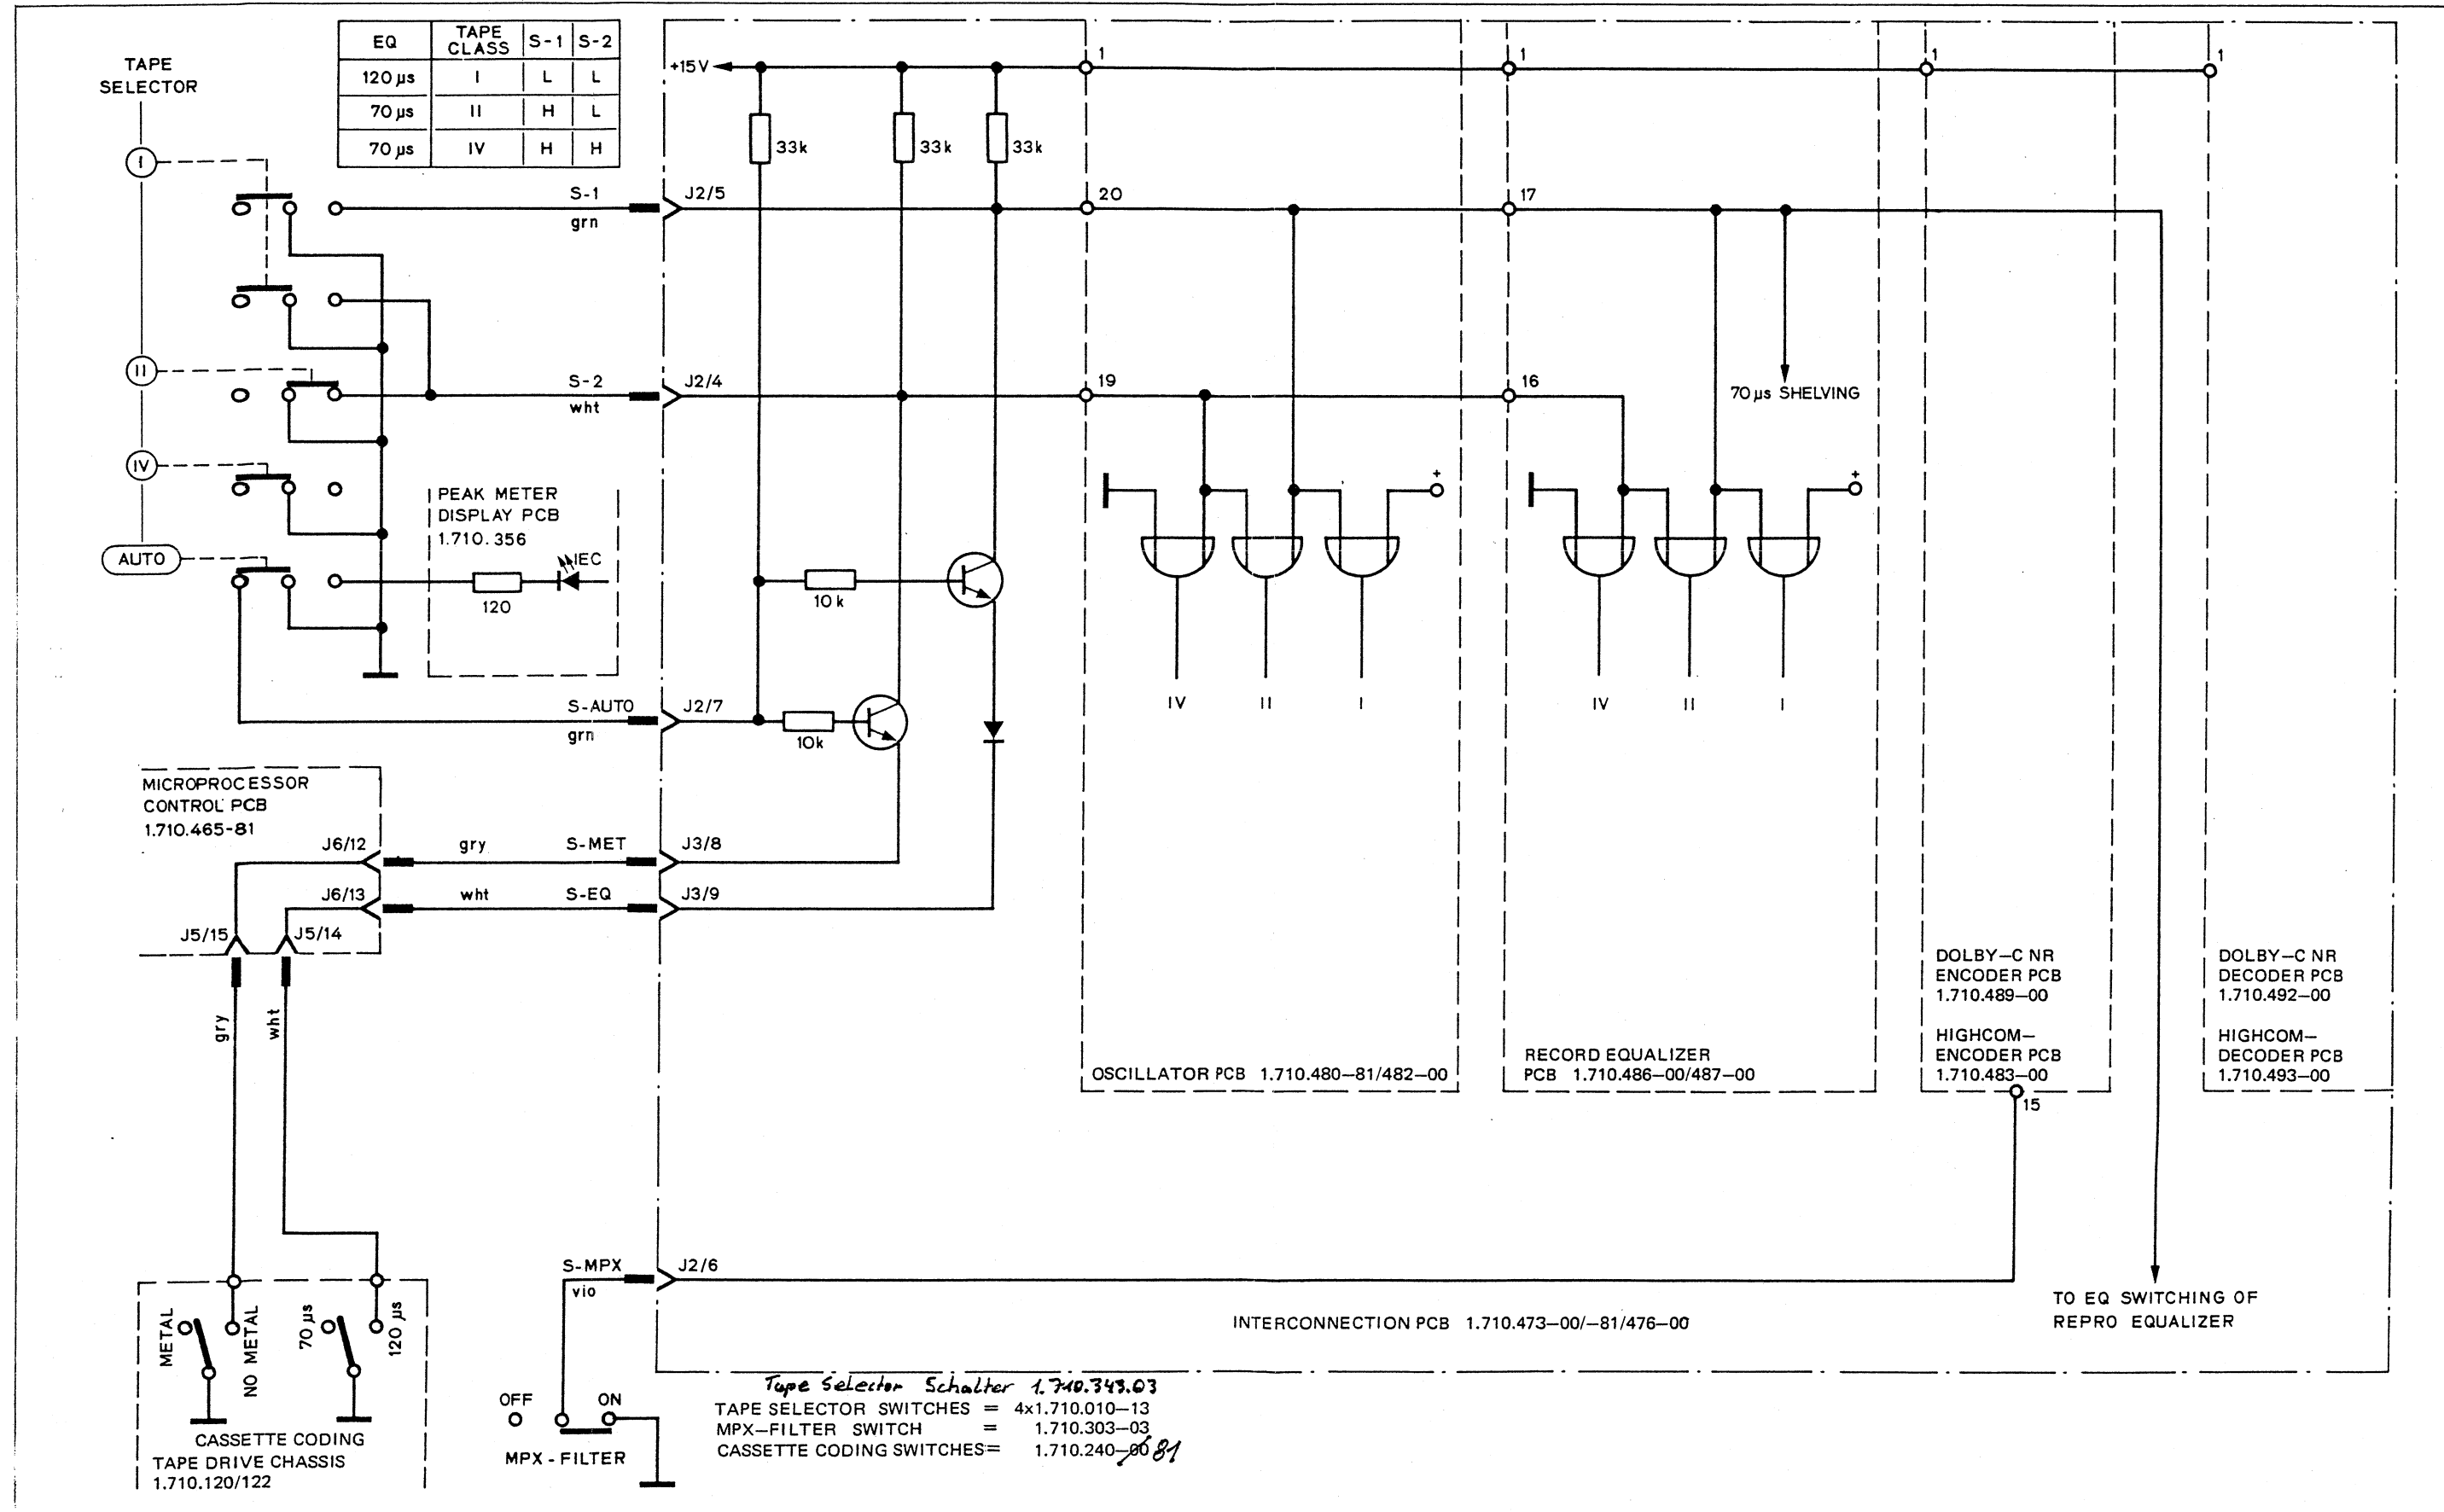 TAPE
SELECTOR
I
II
IV
AUTO
EQ TAPE CLASS S-1 S-2
120 µs I L L
70 µs II H L
70 µs IV H H
S-1
grn
J2/5
S-2
wht
J2/4
PEAK METER
DISPLAY PCB
1.710.356
IEC
120
S-AUTO
grn
J2/7
+15V
33k
33k
33k
10k
10k
1
1
1
1
20
17
19
16
70 µs SHELVING
+
+
IV II I
IV II I
MICROPROCESSOR
CONTROL PCB
1.710.465-81
J6/12
gry
S-MET
J3/8
J6/13
wht
S-EQ
J3/9
J5/15
J5/14
gry
wht
OSCILLATOR PCB 1.710.480-81/482-00
RECORD EQUALIZER
PCB 1.710.486-00/487-00
DOLBY-C NR
ENCODER PCB
1.710.489-00
HIGHCOM-
ENCODER PCB
1.710.483-00
15
DOLBY-C NR
DECODER PCB
1.710.492-00
HIGHCOM-
DECODER PCB
1.710.493-00
S-MPX
vio
J2/6
TO EQ SWITCHING OF
REPRO EQUALIZER
INTERCONNECTION PCB 1.710.473-00/-81/476-00
METAL
NO METAL
70 µs
120 µs
CASSETTE CODING
TAPE DRIVE CHASSIS
1.710.120/122
OFF
ON
MPX-FILTER
Tape Selector Schalter 1.710.343.03
TAPE SELECTOR SWITCHES = 4x1.710.010-13
MPX-FILTER SWITCH = 1.710.303-03
CASSETTE CODING SWITCHES= 1.710.240-00 81